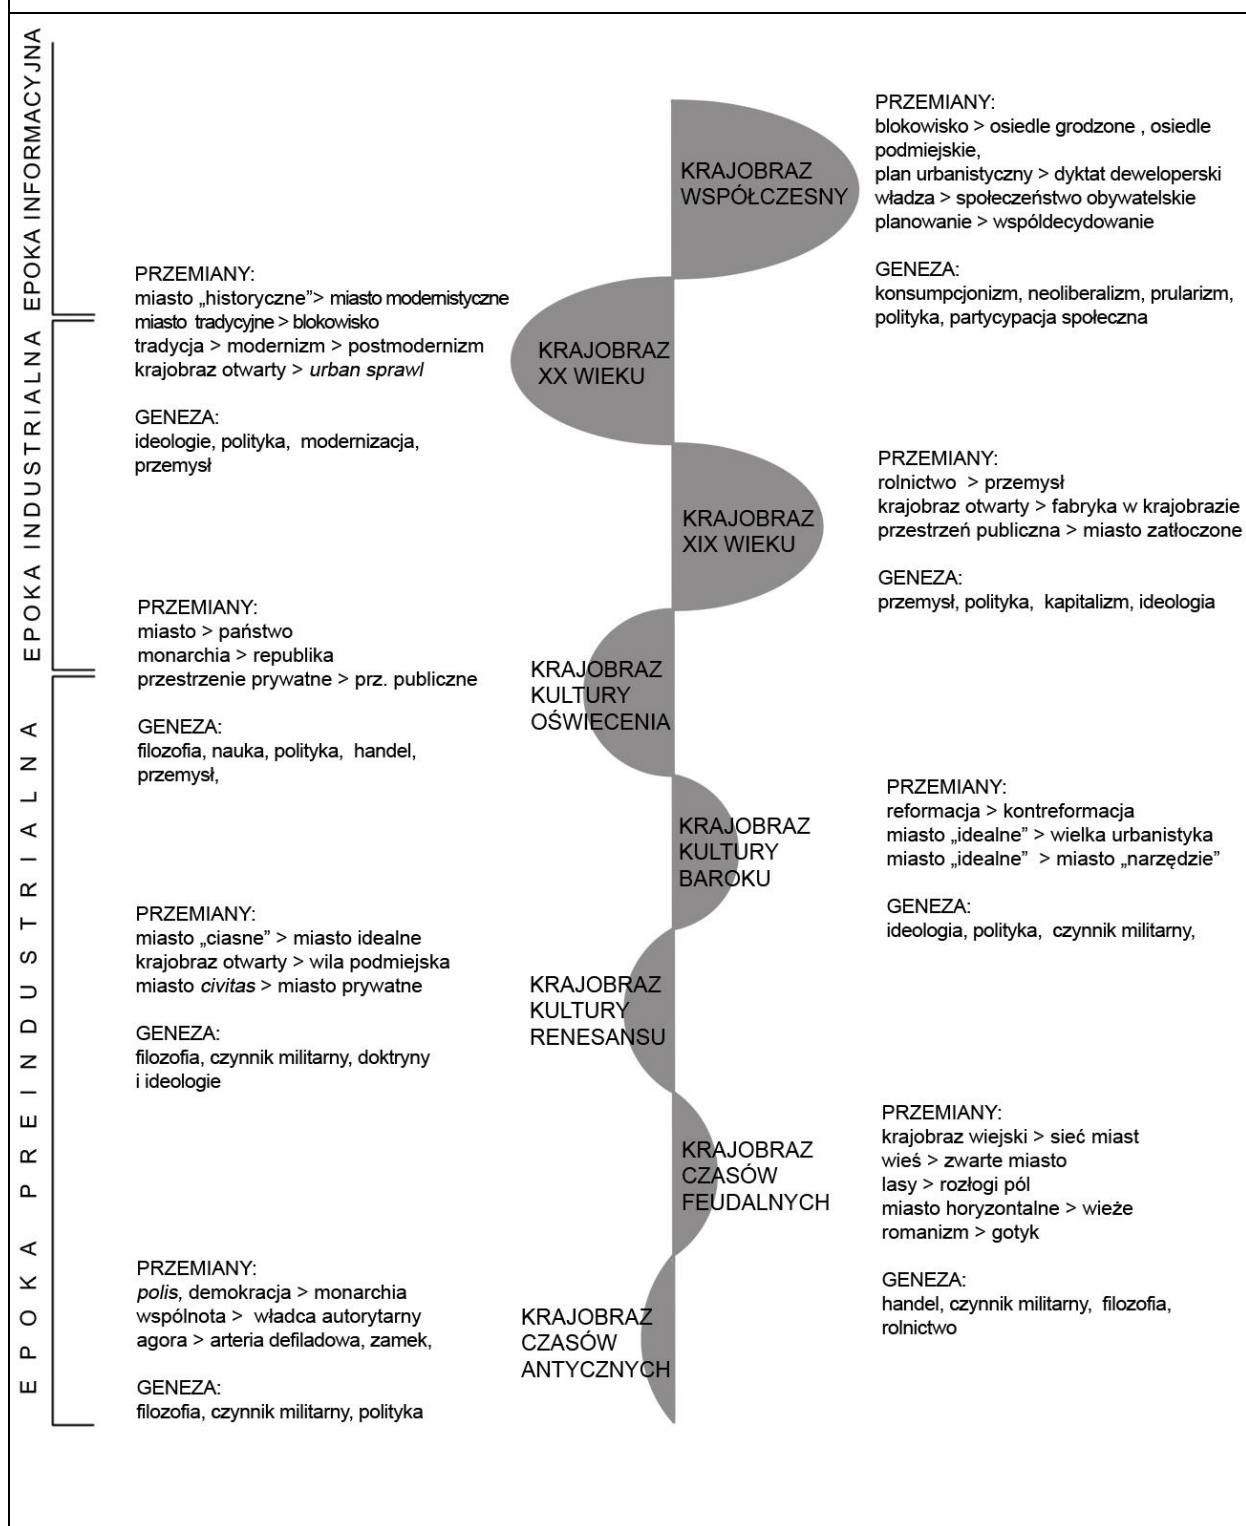 EPOKA INFORMACYJNA
EPOKA INDUSTRIALNA
EPOKA PREINDUSTRIALNA
KRAJOBRAZ
WSPÓŁCZESNY
PRZEMIANY:
blokowisko > osiedle grodzone , osiedle
podmiejskie,
plan urbanistyczny > dyktat deweloperski
władza > społeczeństwo obywatelskie
planowanie > wspóldecydowanie
GENEZA:
konsumpcjonizm, neoliberalizm, prularizm,
polityka, partycypacja społeczna
PRZEMIANY:
miasto „historyczne”> miasto modernistyczne
miasto tradycyjne > blokowisko
tradycja > modernizm > postmodernizm
krajobraz otwarty > urban sprawl
GENEZA:
ideologie, polityka, modernizacja,
przemysł
KRAJOBRAZ
XX WIEKU
KRAJOBRAZ
XIX WIEKU
PRZEMIANY:
rolnictwo > przemysł
krajobraz otwarty > fabryka w krajobrazie
przestrzeń publiczna > miasto zatłoczone
GENEZA:
przemysł, polityka, kapitalizm, ideologia
PRZEMIANY:
miasto > państwo
monarchia > republika
przestrzenie prywatne > prz. publiczne
GENEZA:
filozofia, nauka, polityka, handel,
przemysł,
KRAJOBRAZ
KULTURY
OŚWIECENIA
KRAJOBRAZ
KULTURY
BAROKU
PRZEMIANY:
reformacja > kontreformacja
miasto „idealne” > wielka urbanistyka
miasto „idealne” > miasto „narzędzie”
GENEZA:
ideologia, polityka, czynnik militarny,
PRZEMIANY:
miasto „ciasne” > miasto idealne
krajobraz otwarty > wila podmiejska
miasto civitas > miasto prywatne
GENEZA:
filozofia, czynnik militarny, doktryny
i ideologie
KRAJOBRAZ
KULTURY
RENESANSU
KRAJOBRAZ
CZASÓW
FEUDALNYCH
PRZEMIANY:
krajobraz wiejski > sieć miast
wieś > zwarte miasto
lasy > rozłogi pól
miasto horyzontalne > wieże
romanizm > gotyk
GENEZA:
handel, czynnik militarny, filozofia,
rolnictwo
PRZEMIANY:
polis, demokracja > monarchia
wspólnota > władca autorytarny
agora > arteria defiladowa, zamek,
GENEZA:
filozofia, czynnik militarny, polityka
KRAJOBRAZ
CZASÓW
ANTYCZNYCH